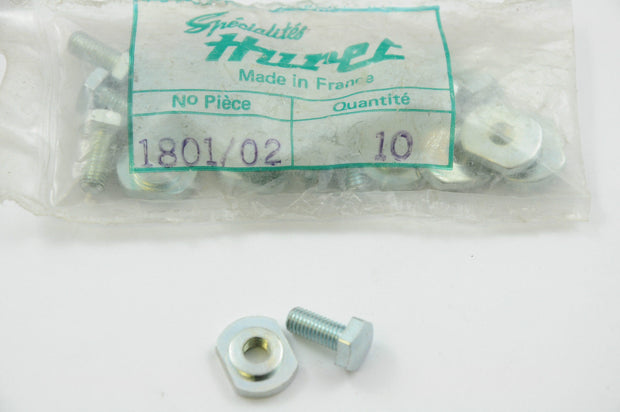 Spécialités
Huret
Made in France
No Pièce
Quantité
1801/02
10